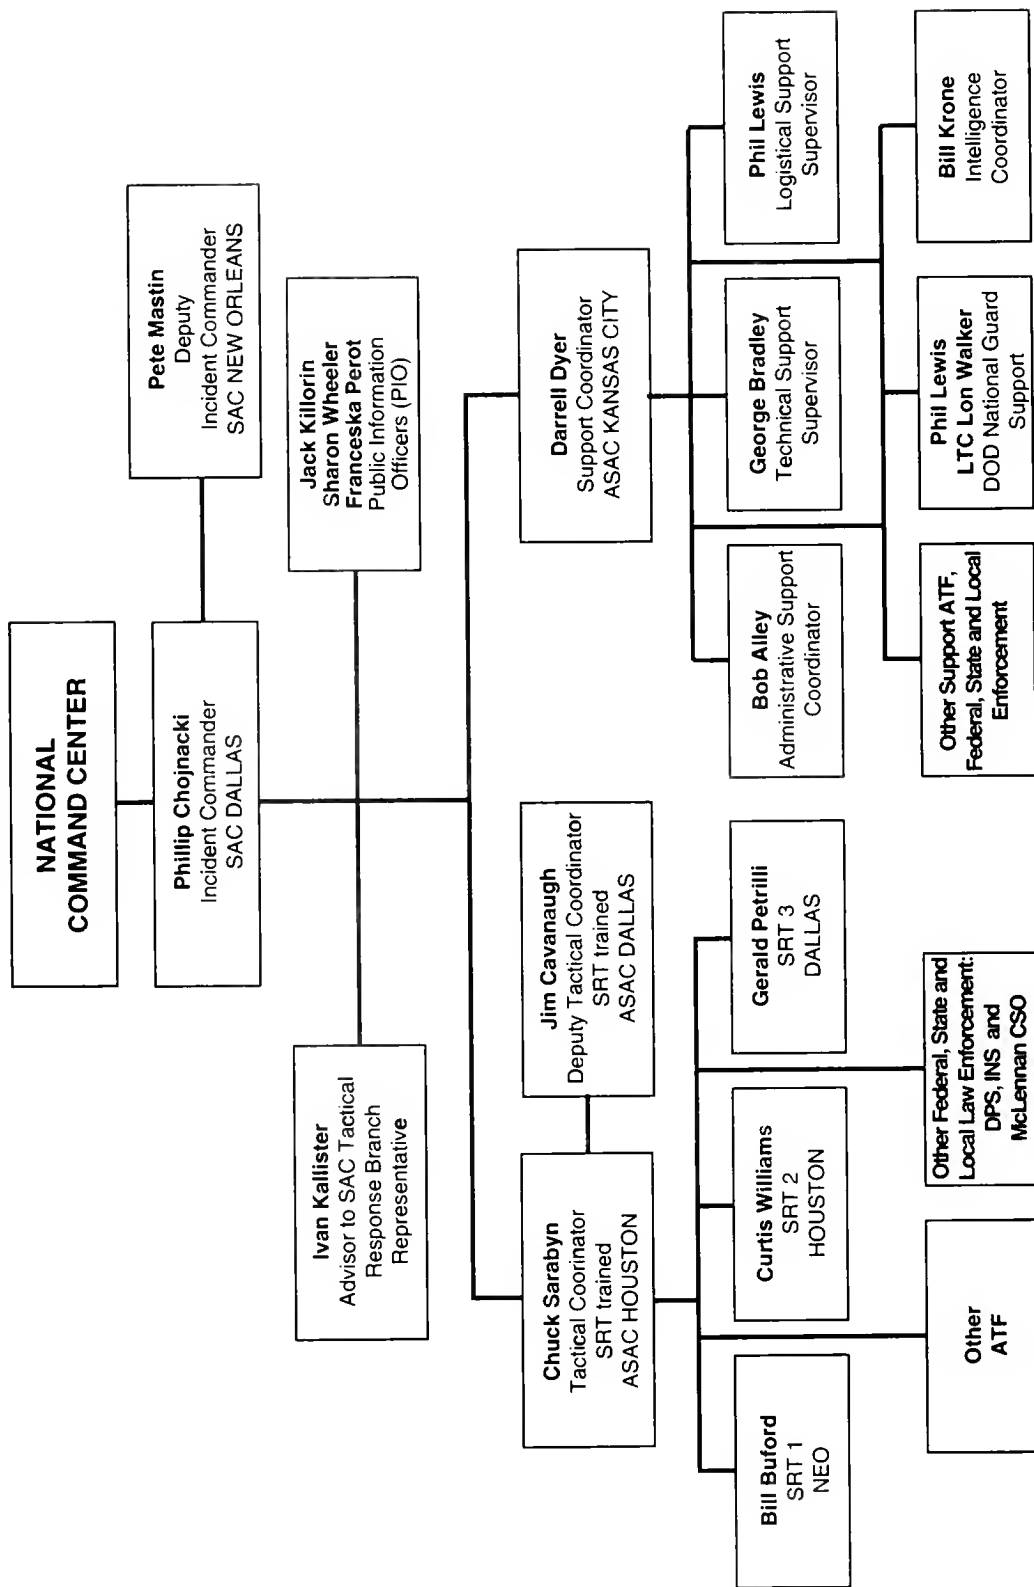 NATIONAL
COMMAND CENTER
Phillip Chojnacki
Incident Commander
SAC DALLAS
Pete Mastin
Deputy
Incident Commander
SAC NEW ORLEANS
Ivan Kallister
Advisor to SAC Tactical
Response Branch
Representative
Jack Killorin
Sharon Wheeler
Franceska Perot
Public Information
Officers (PIO)
Chuck Sarabyn
Tactical Coorinator
SRT trained
ASAC HOUSTON
Jim Cavanaugh
Deputy Tactical Coordinator
SRT trained
ASAC DALLAS
Darrell Dyer
Support Coordinator
ASAC KANSAS CITY
Bill Buford
SRT 1
NEO
Curtis Williams
SRT 2
HOUSTON
Gerald Petrilli
SRT 3
DALLAS
Bob Alley
Administrative Support
Coordinator
George Bradley
Technical Support
Supervisor
Phil Lewis
Logistical Support
Supervisor
Other
ATF
Other Federal, State and
Local Law Enforcement:
DPS, INS and
McLennan CSO
Other Support ATF,
Federal, State and Local
Enforcement
Phil Lewis
LTC Lon Walker
DOD National Guard
Support
Bill Krone
Intelligence
Coordinator